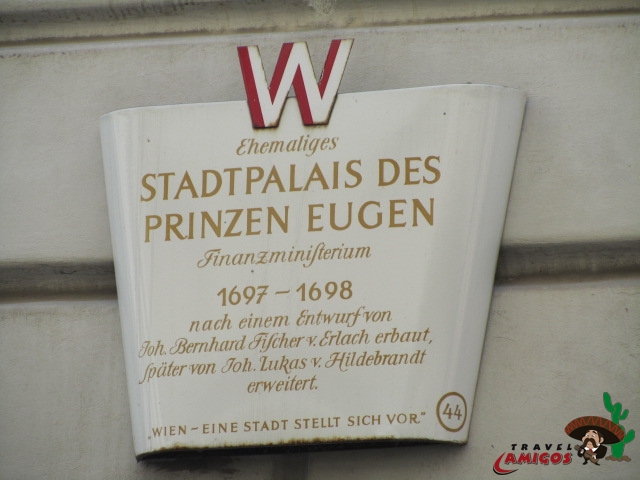 W
Ehemaliges
STADTPALAIS DES
PRINZEN EUGEN
Finanzministerium
1697 – 1698
nach einem Entwurf von
Joh. Bernhard Fischer v. Erlach erbaut,
später von Joh. Lukas v. Hildebrandt
erweitert.
„WIEN – EINE STADT STELLT SICH VOR“
44
TRAVEL
AMIGOS